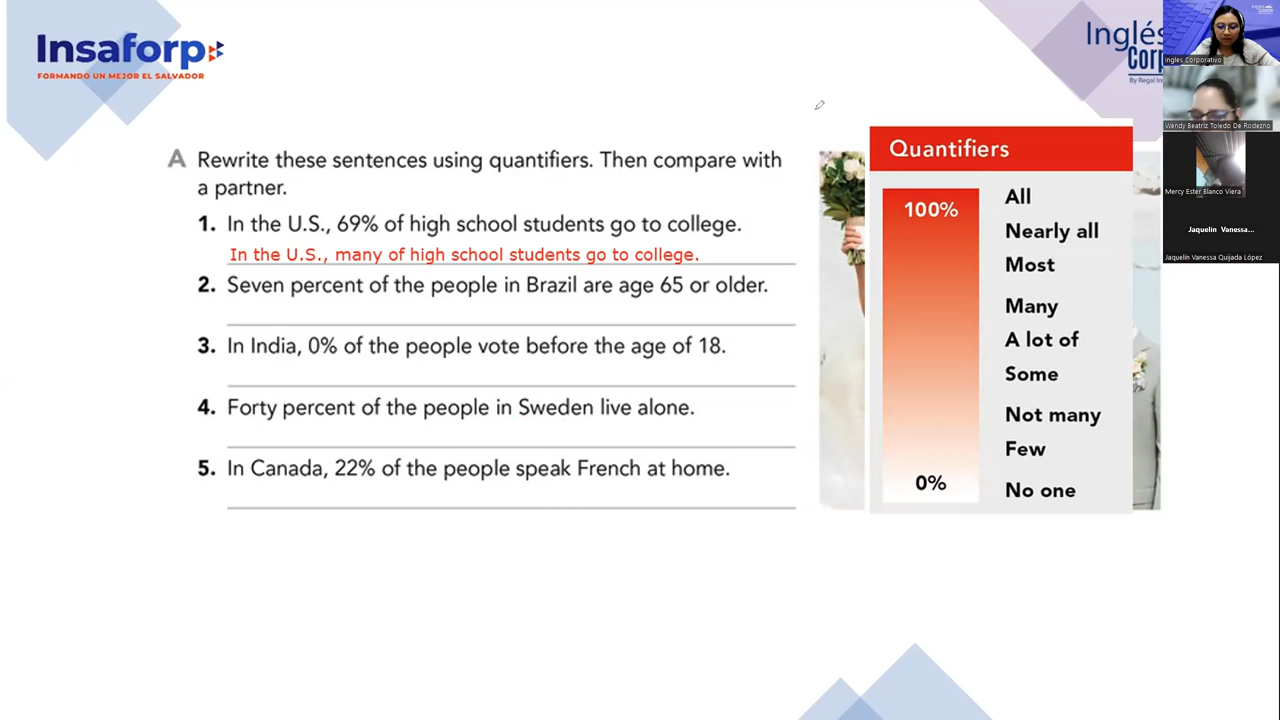 Insaforp
FORMANDO UN MEJOR EL SALVADOR
Inglés
Corp
By Regal In
A Rewrite these sentences using quantifiers. Then compare with
a partner.
1. In the U.S., 69% of high school students go to college.
In the U.S., many of high school students go to college.
2. Seven percent of the people in Brazil are age 65 or older.
3. In India, 0% of the people vote before the age of 18.
4. Forty percent of the people in Sweden live alone.
5. In Canada, 22% of the people speak French at home.
Quantifiers
100%
0%
All
Nearly all
Most
Many
A lot of
Some
Not many
Few
No one
Ingles Corporativo
Wendy Beatriz Toledo De Rodezno
Mercy Ester Blanco Viera
Jaquelin Vanessa...
Jaquelin Vanessa Quijada López